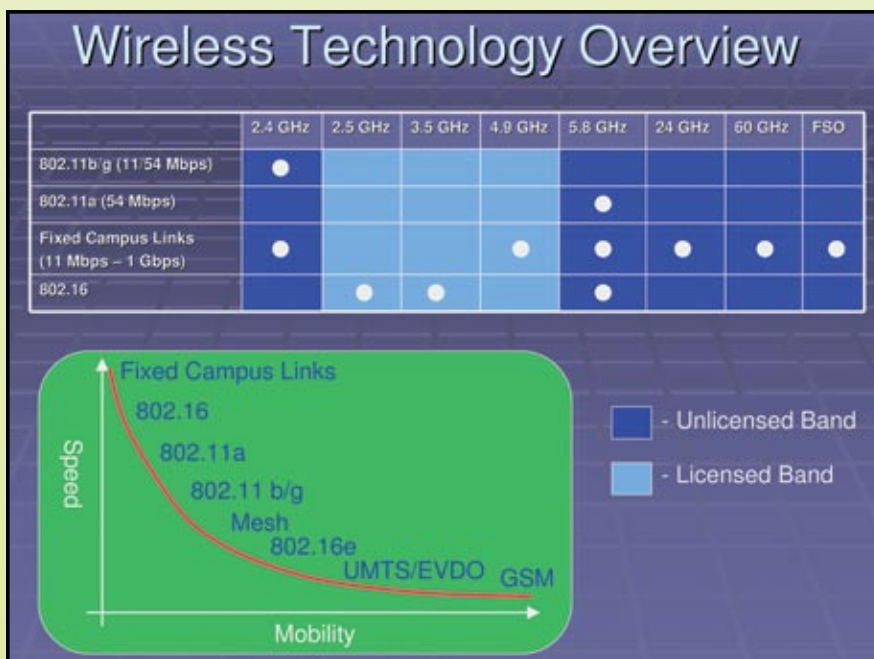 Wireless Technology Overview
2.4 GHz 2.5 GHz 3.5 GHz 4.9 GHz 5.8 GHz 24 GHz 60 GHz FSO
802.11b/g (11/54 Mbps)
802.11a (54 Mbps)
Fixed Campus Links
(11 Mbps – 1 Gbps)
802.16
Fixed Campus Links
802.16
802.11a
802.11 b/g
Mesh
802.16e
UMTS/EVDO
GSM
Speed
Mobility
- Unlicensed Band
- Licensed Band